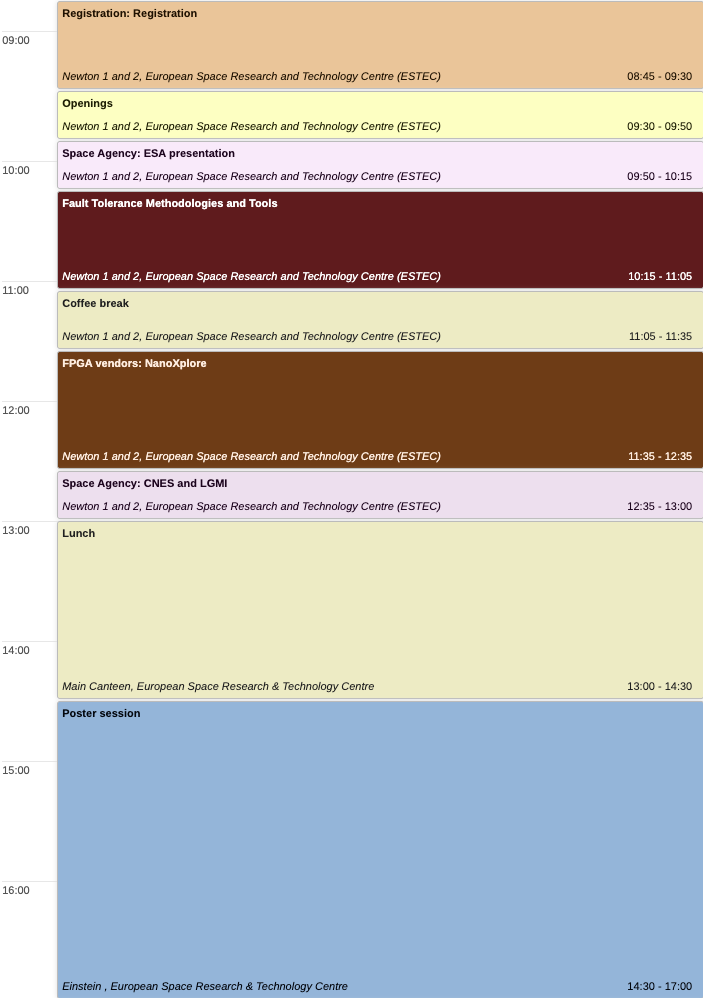 Registration: Registration
09:00
Newton 1 and 2, European Space Research and Technology Centre (ESTEC) 08:45 - 09:30
Openings
Newton 1 and 2, European Space Research and Technology Centre (ESTEC) 09:30 - 09:50
Space Agency: ESA presentation
10:00
Newton 1 and 2, European Space Research and Technology Centre (ESTEC) 09:50 - 10:15
Fault Tolerance Methodologies and Tools
Newton 1 and 2, European Space Research and Technology Centre (ESTEC) 10:15 - 11:05
11:00
Coffee break
Newton 1 and 2, European Space Research and Technology Centre (ESTEC) 11:05 - 11:35
FPGA vendors: NanoXplore
12:00
Newton 1 and 2, European Space Research and Technology Centre (ESTEC) 11:35 - 12:35
Space Agency: CNES and LGMI
Newton 1 and 2, European Space Research and Technology Centre (ESTEC) 12:35 - 13:00
13:00
Lunch
14:00
Main Canteen, European Space Research & Technology Centre 13:00 - 14:30
Poster session
15:00
16:00
Einstein , European Space Research & Technology Centre 14:30 - 17:00